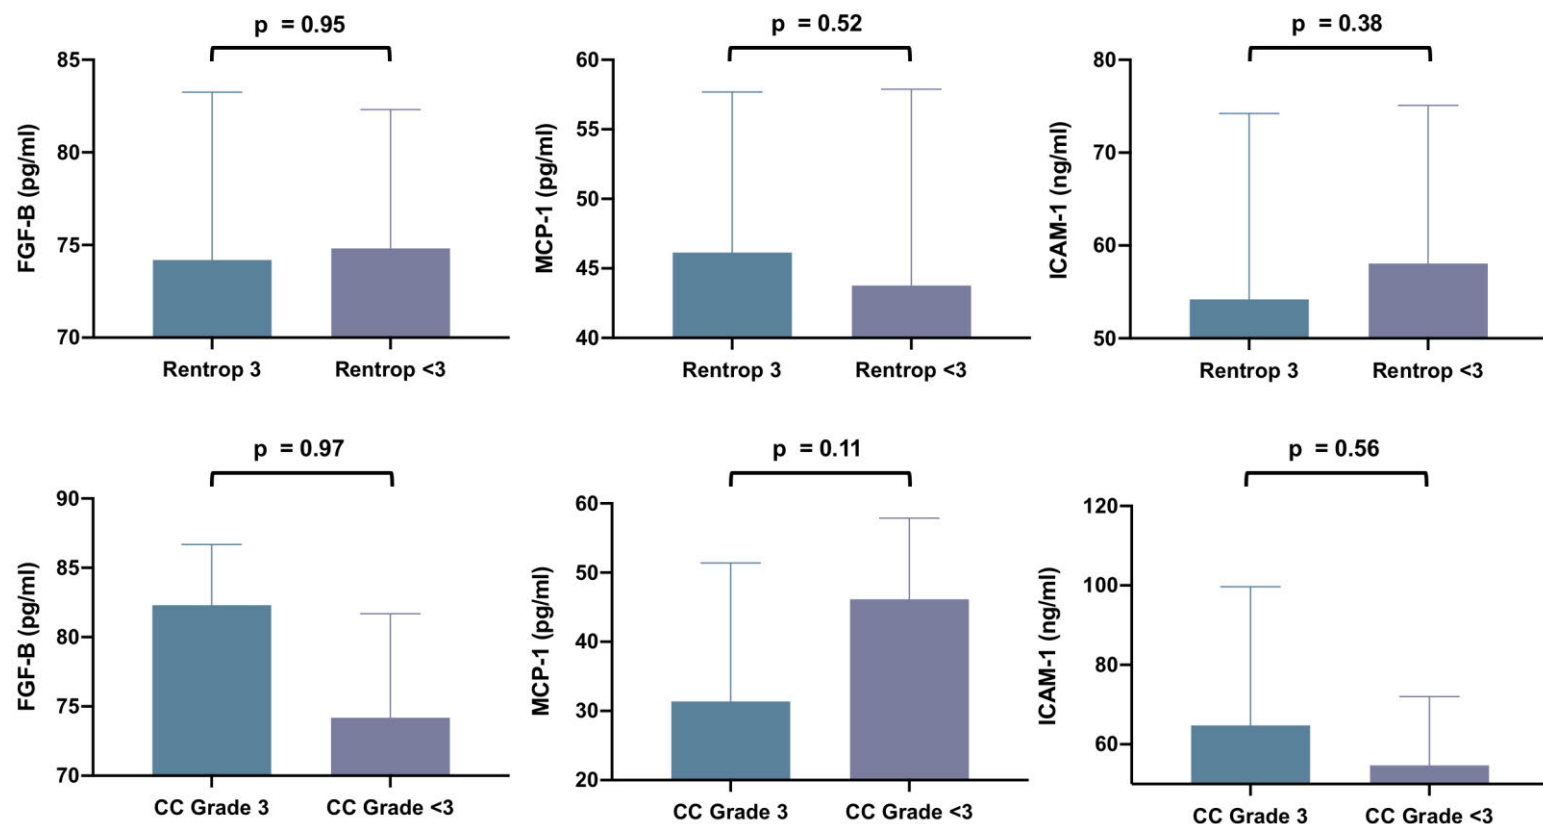 p = 0.95
85
80
75
70
FGF-B (pg/ml)
Rentrop 3
Rentrop <3
p = 0.52
60
55
50
45
40
MCP-1 (pg/ml)
Rentrop 3
Rentrop <3
p = 0.38
80
70
60
50
ICAM-1 (ng/ml)
Rentrop 3
Rentrop <3
p = 0.97
90
85
80
75
70
FGF-B (pg/ml)
CC Grade 3
CC Grade <3
p = 0.11
60
50
40
30
20
MCP-1 (pg/ml)
CC Grade 3
CC Grade <3
p = 0.56
120
100
80
60
ICAM-1 (ng/ml)
CC Grade 3
CC Grade <3